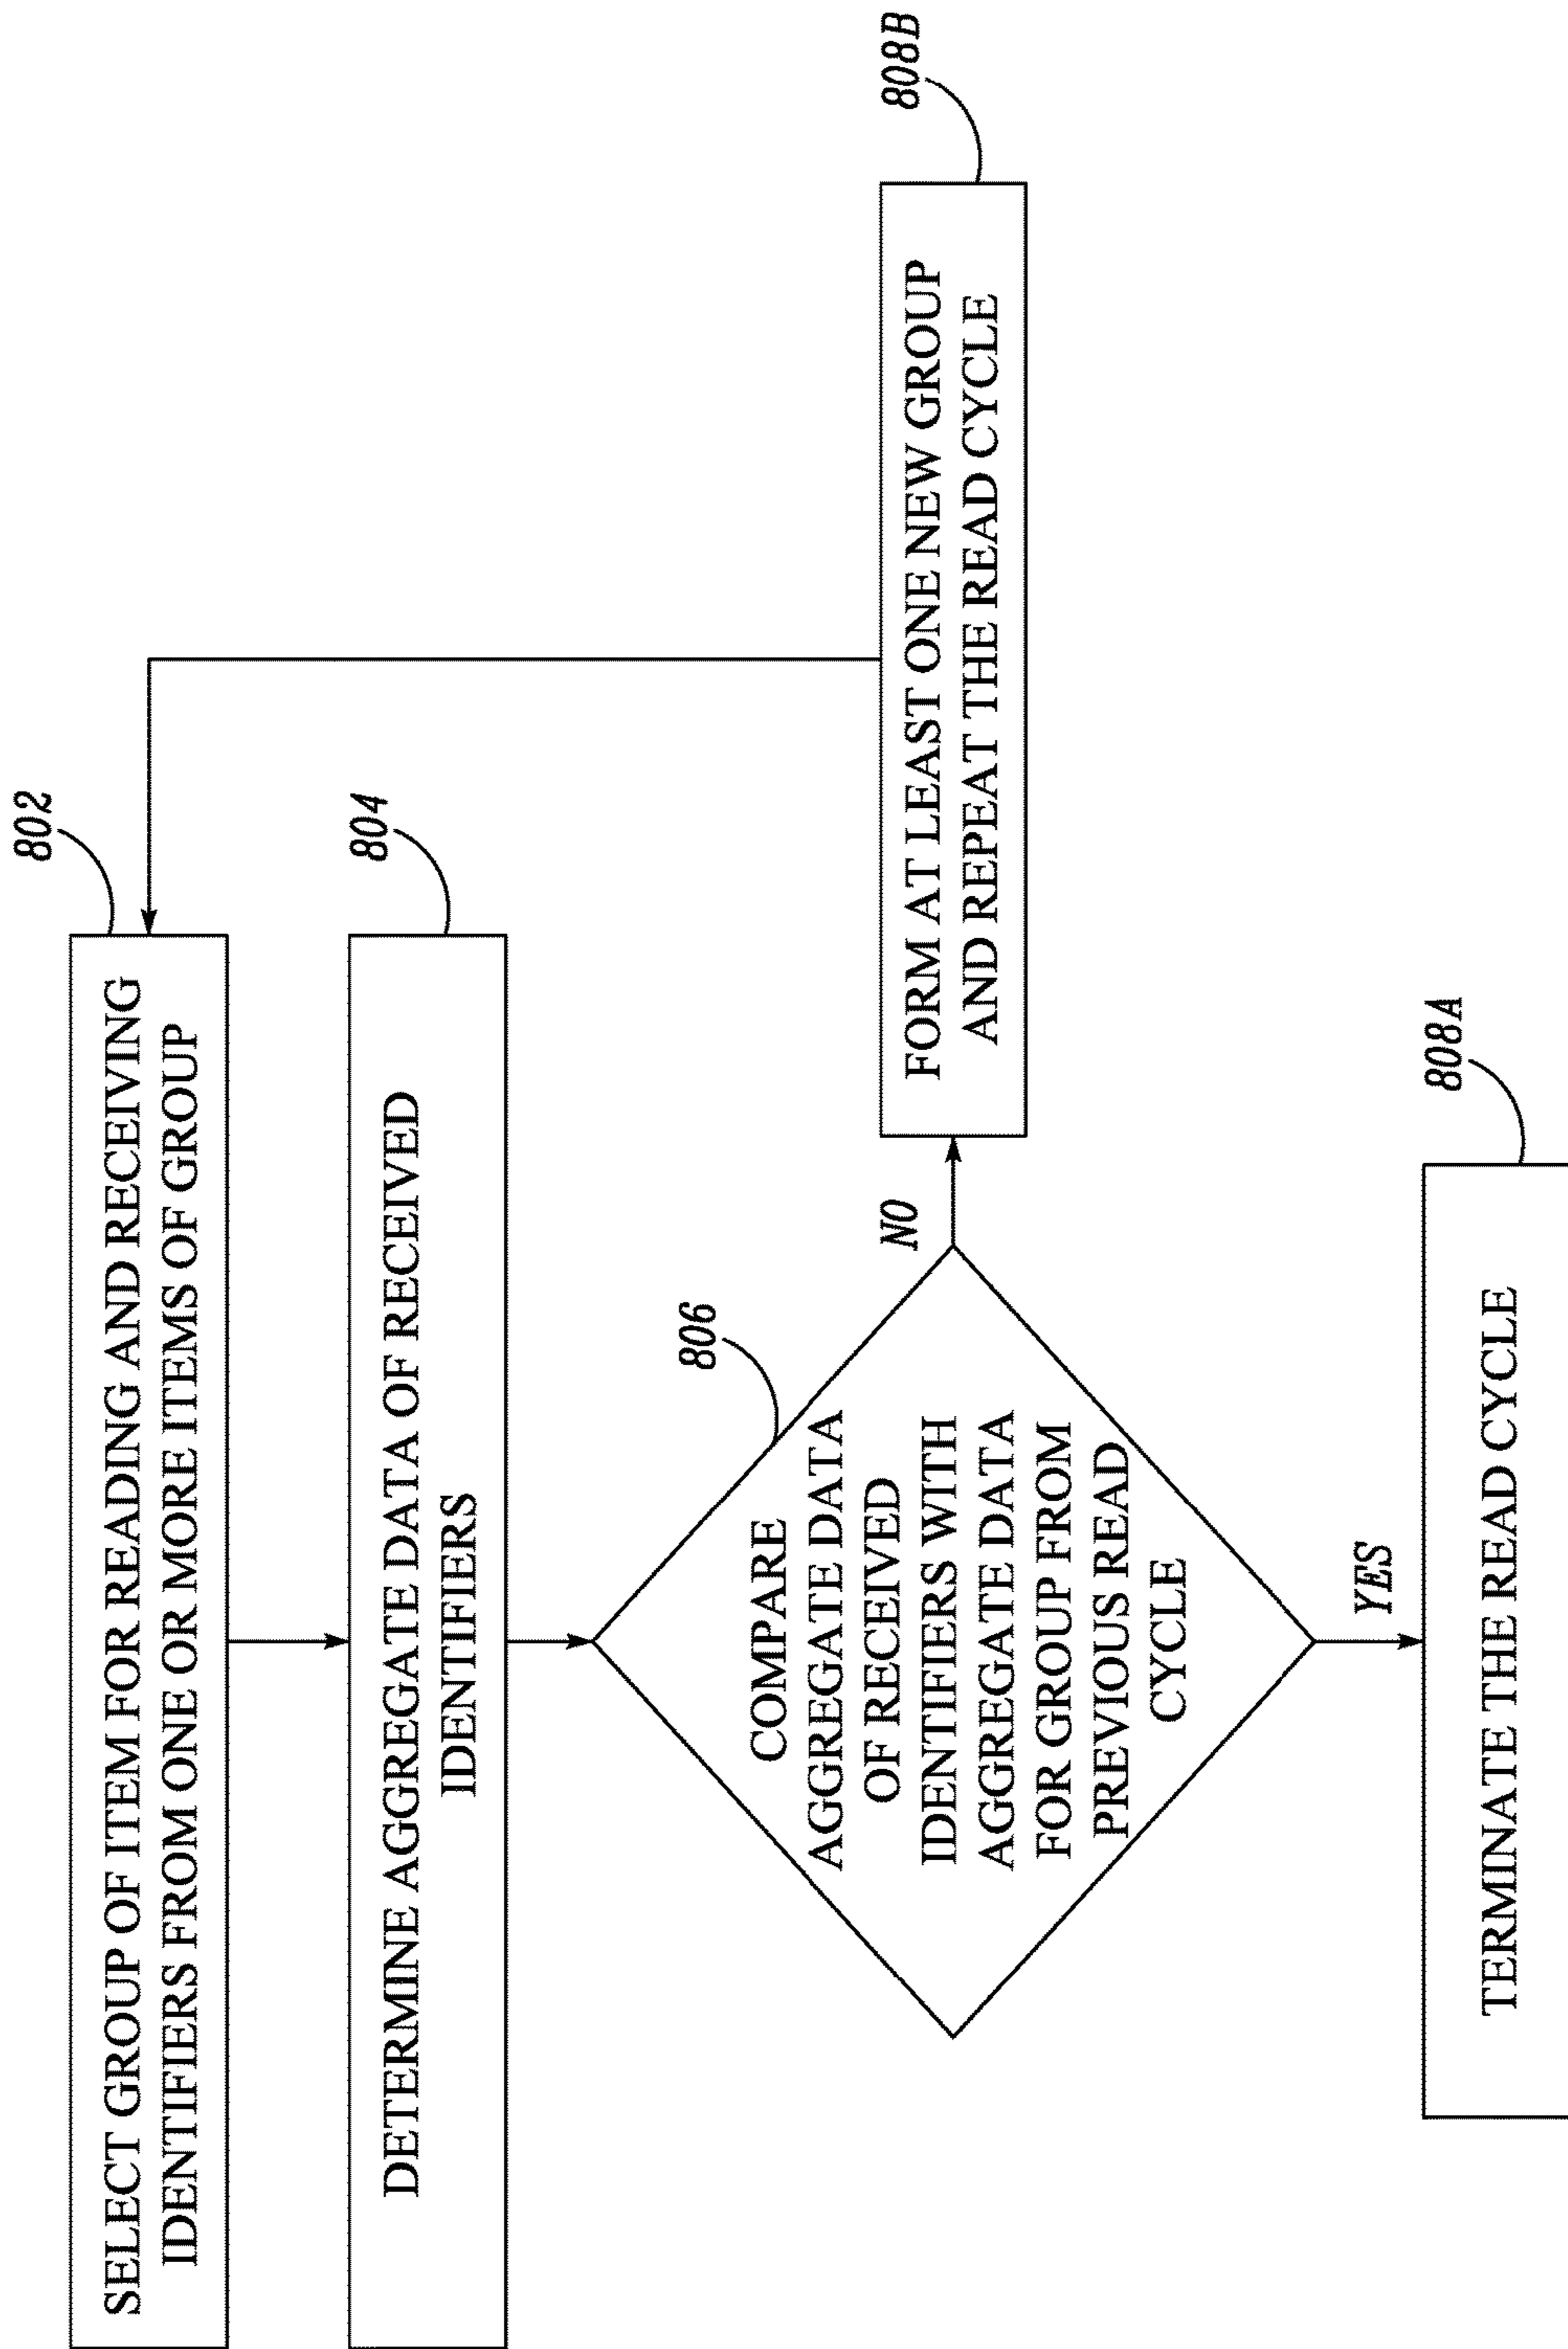 802
SELECT GROUP OF ITEM FOR READING AND RECEIVING
IDENTIFIERS FROM ONE OR MORE ITEMS OF GROUP
804
DETERMINE AGGREGATE DATA OF RECEIVED
IDENTIFIERS
806
COMPARE
AGGREGATE DATA
OF RECEIVED
IDENTIFIERS WITH
AGGREGATE DATA
FOR GROUP FROM
PREVIOUS READ
CYCLE
NO
808B
FORM AT LEAST ONE NEW GROUP
AND REPEAT THE READ CYCLE
YES
808A
TERMINATE THE READ CYCLE